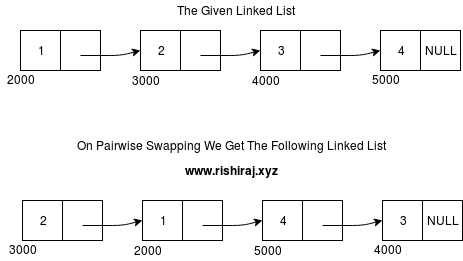 The Given Linked List
1 2 3 4 NULL
2000 3000 4000 5000
On Pairwise Swapping We Get The Following Linked List
www.rishiraj.xyz
2 1 4 3 NULL
3000 2000 5000 4000